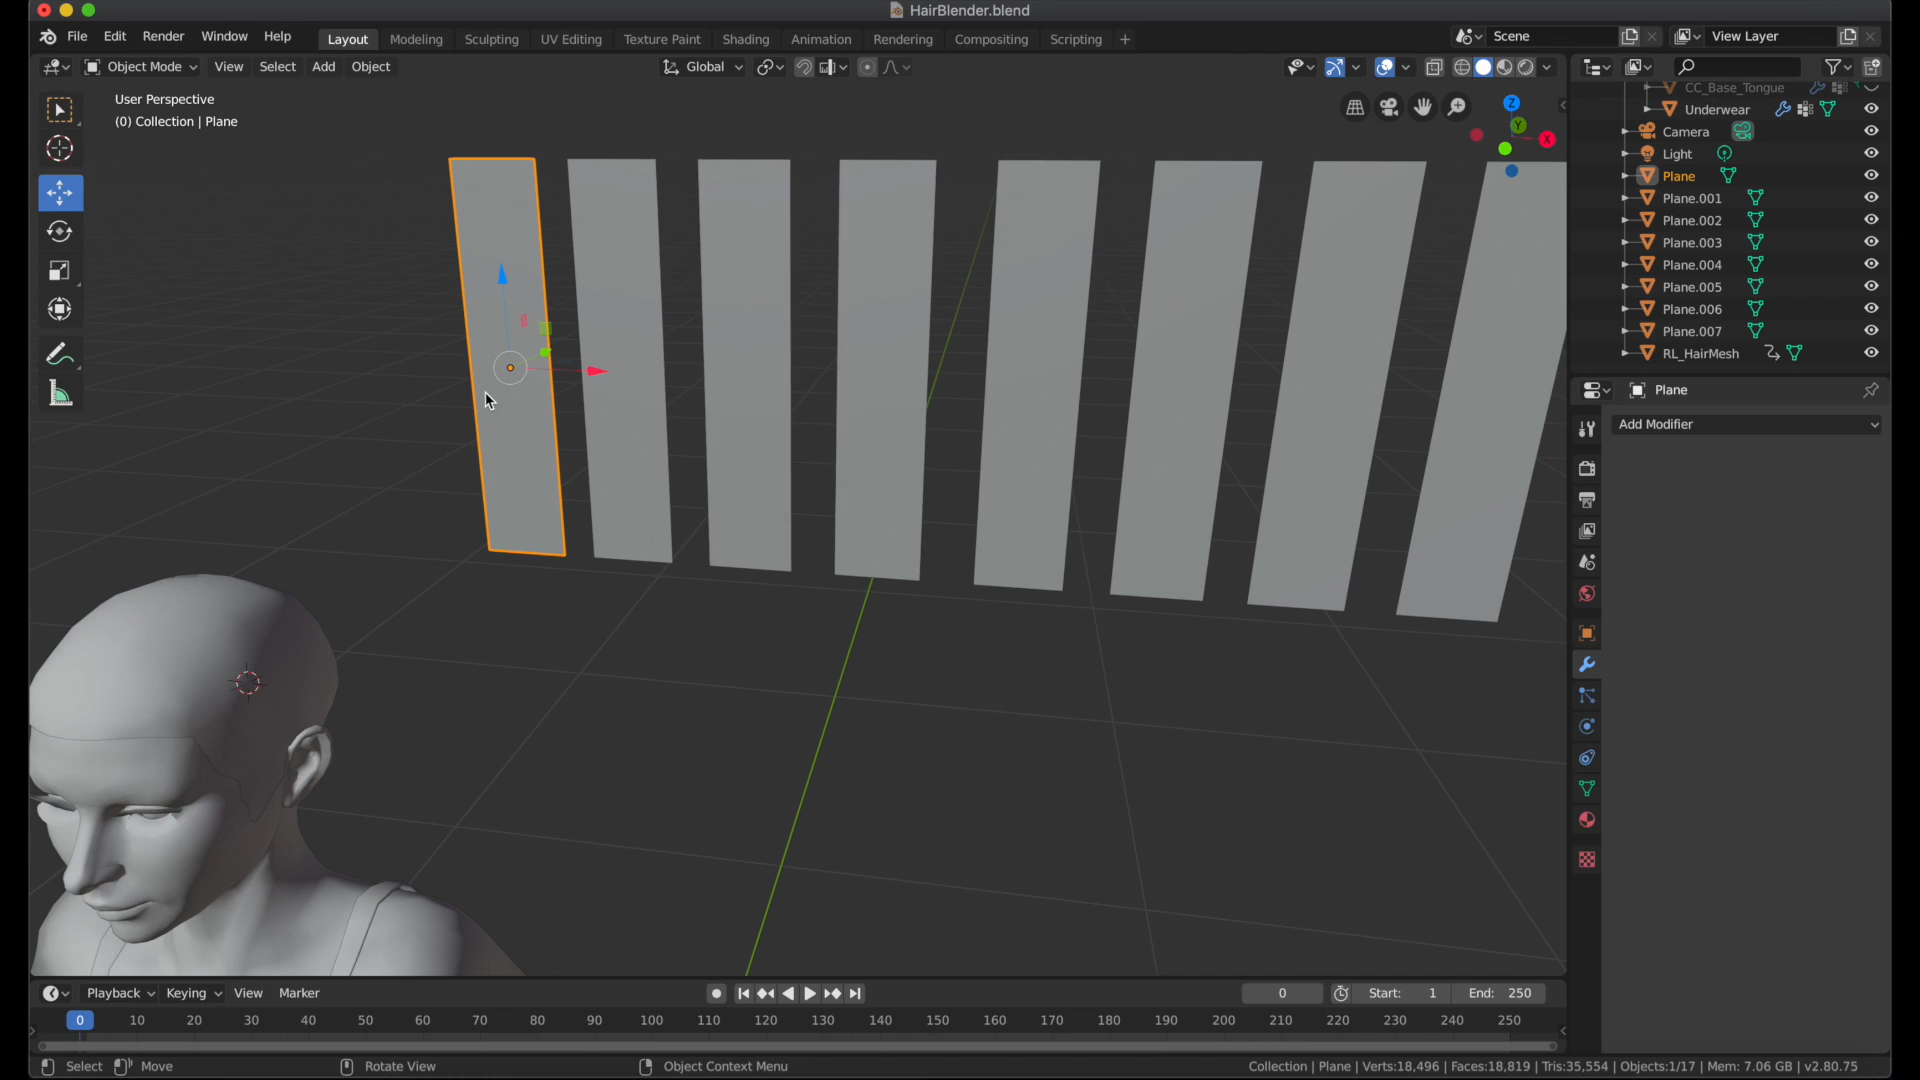 HairBlender.blend
File Edit Render Window Help Layout Modeling Sculpting UV Editing Texture Paint Shading Animation Rendering Compositing Scripting + Scene View Layer
Object Mode View Select Add Object Global
User Perspective
(0) Collection | Plane
Z
Y
X
CC_Base_Tongue
Underwear
Camera
Light
Plane
Plane.001
Plane.002
Plane.003
Plane.004
Plane.005
Plane.006
Plane.007
RL_HairMesh
Plane
Add Modifier
Playback Keying View Marker 0 Start: 1 End: 250
0 10 20 30 40 50 60 70 80 90 100 110 120 130 140 150 160 170 180 190 200 210 220 230 240 250
Select Move Rotate View Object Context Menu Collection | Plane | Verts:18,496 | Faces:18,819 | Tris:35,554 | Objects:1/17 | Mem: 7.06 GB | v2.80.75